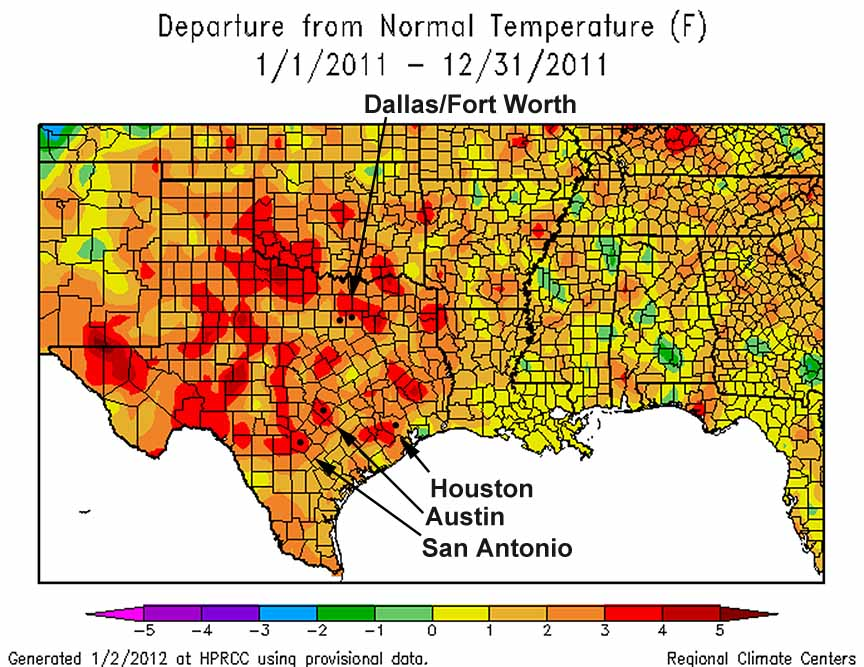 Departure from Normal Temperature (F)
1/1/2011 – 12/31/2011
Dallas/Fort Worth
Houston
Austin
San Antonio
-5 -4 -3 -2 -1 0 1 2 3 4 5
Generated 1/2/2012 at HPRCC using provisional data. Regional Climate Centers